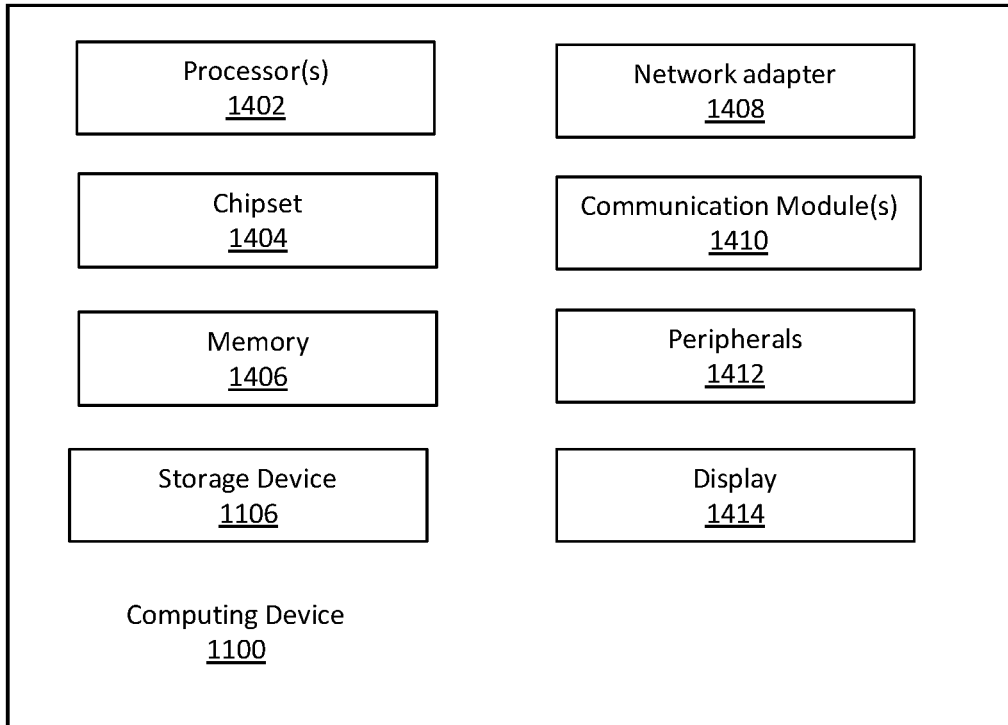 Processor(s)
1402
Network adapter
1408
Chipset
1404
Communication Module(s)
1410
Memory
1406
Peripherals
1412
Storage Device
1106
Display
1414
Computing Device
1100